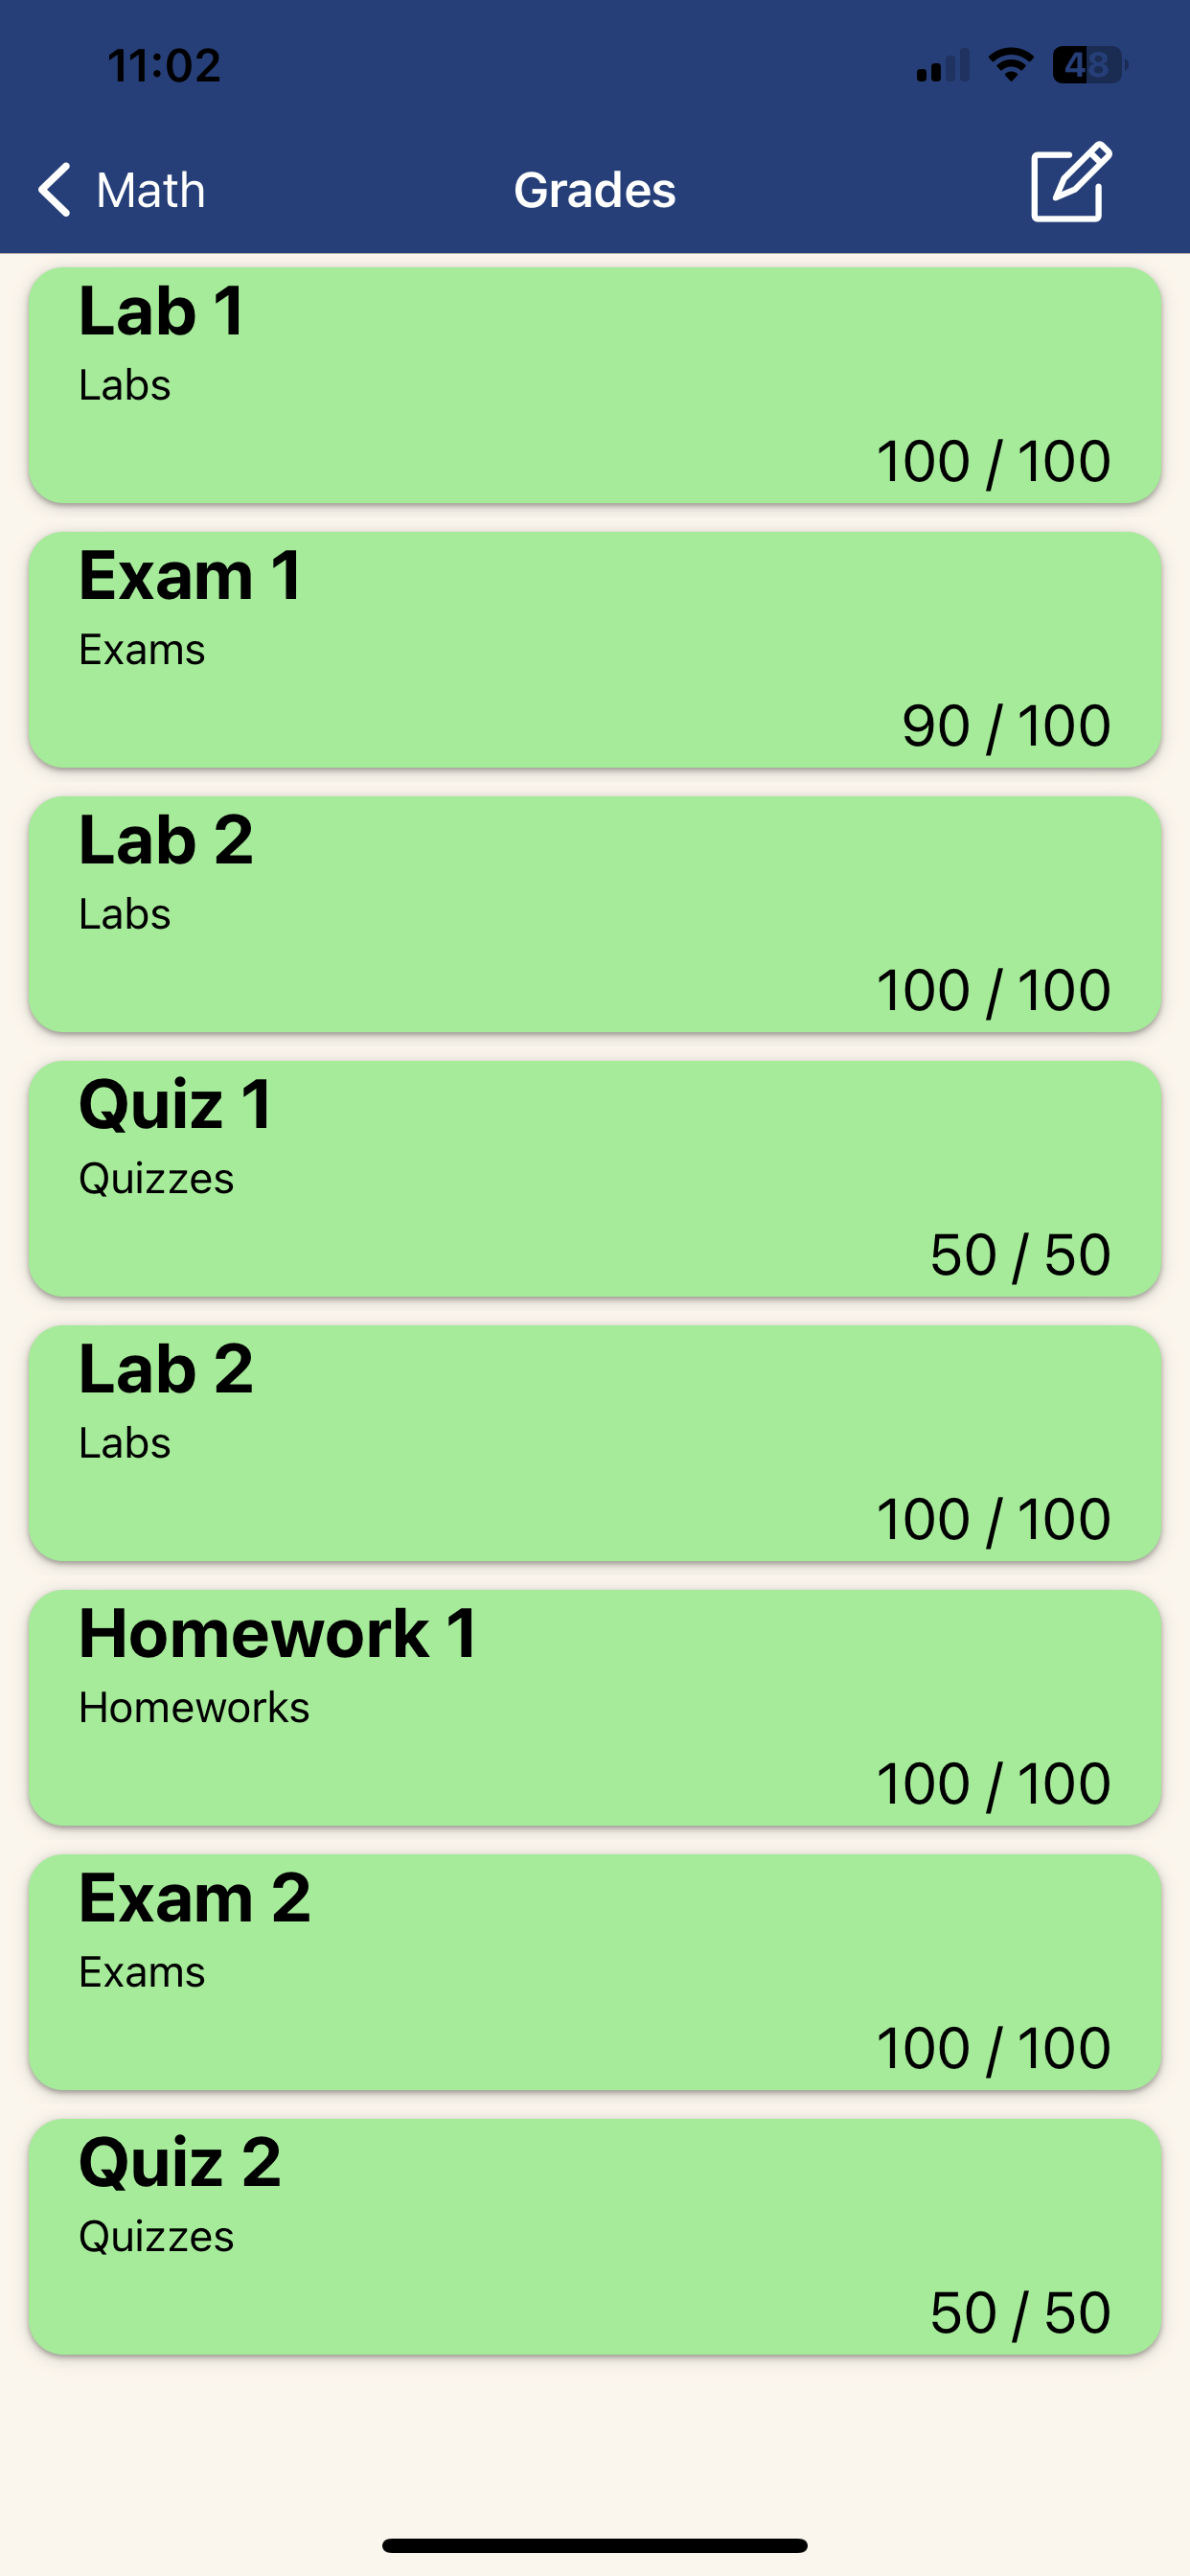 11:02
48
Math
Grades
Lab 1
Labs
100 / 100
Exam 1
Exams
90 / 100
Lab 2
Labs
100 / 100
Quiz 1
Quizzes
50 / 50
Lab 2
Labs
100 / 100
Homework 1
Homeworks
100 / 100
Exam 2
Exams
100 / 100
Quiz 2
Quizzes
50 / 50